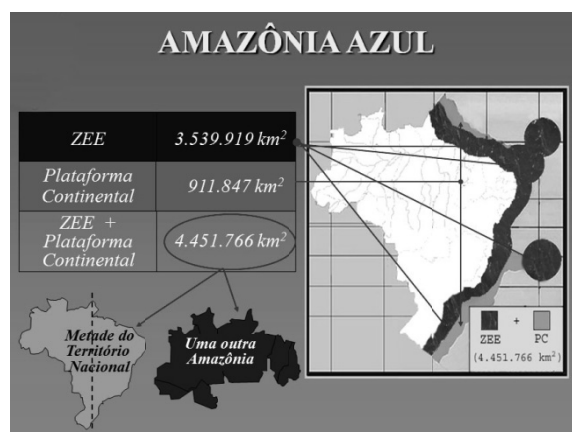 AMAZÔNIA AZUL
ZEE 3.539.919 km²
Plataforma
Continental 911.847 km²
ZEE +
Plataforma
Continental 4.451.766 km²
Metade do
Território
Nacional
Uma outra
Amazônia
+
ZEE PC
(4.451.766 km²)